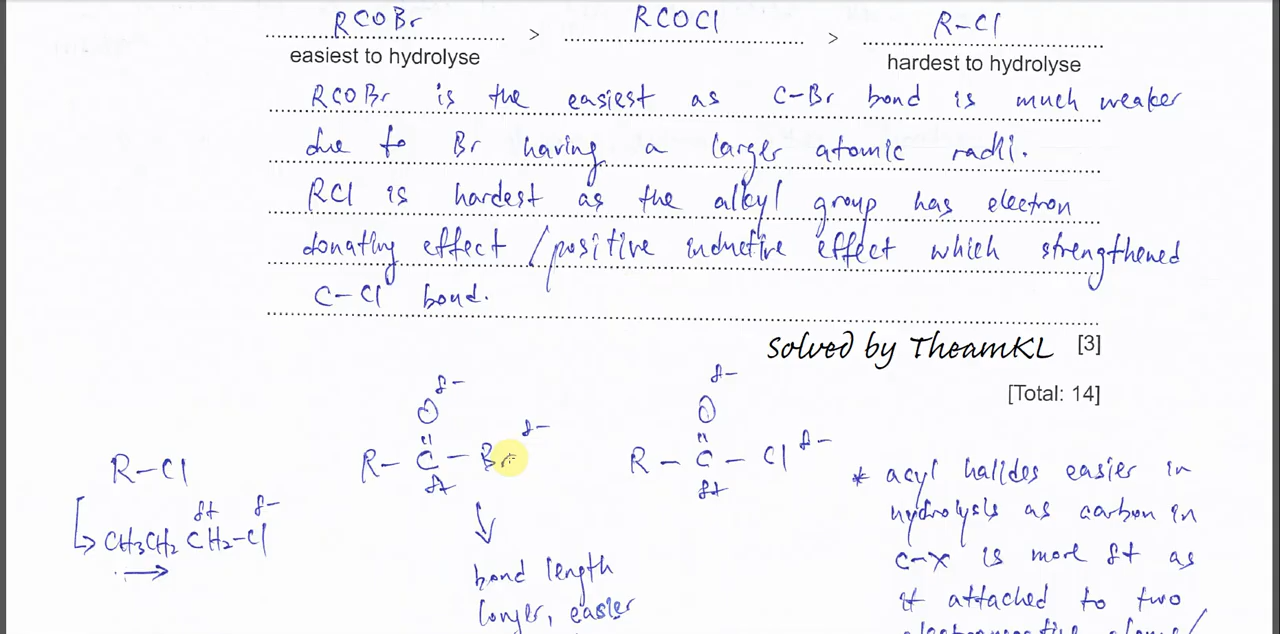 RCOBr > RCOCl > R-Cl
easiest to hydrolyse hardest to hydrolyse
RCOBr is the easiest as C-Br bond is much weaker
due to Br having a larger atomic radii.
RCl is hardest as the alkyl group has electron
donating effect / positive inductive effect which strengthened
C-Cl bond.
Solved by TheamKL [3]
[Total: 14]
δ- δ-
O O
R-Cl R-C-Br δ- R-C-Cl δ-
δ+ δ+
δ+ δ-
CH3CH2 CH2-Cl
bond length
longer, easier
* acyl halides easier in
hydrolysis as carbon in
C-X is more δ+ as
it attached to two